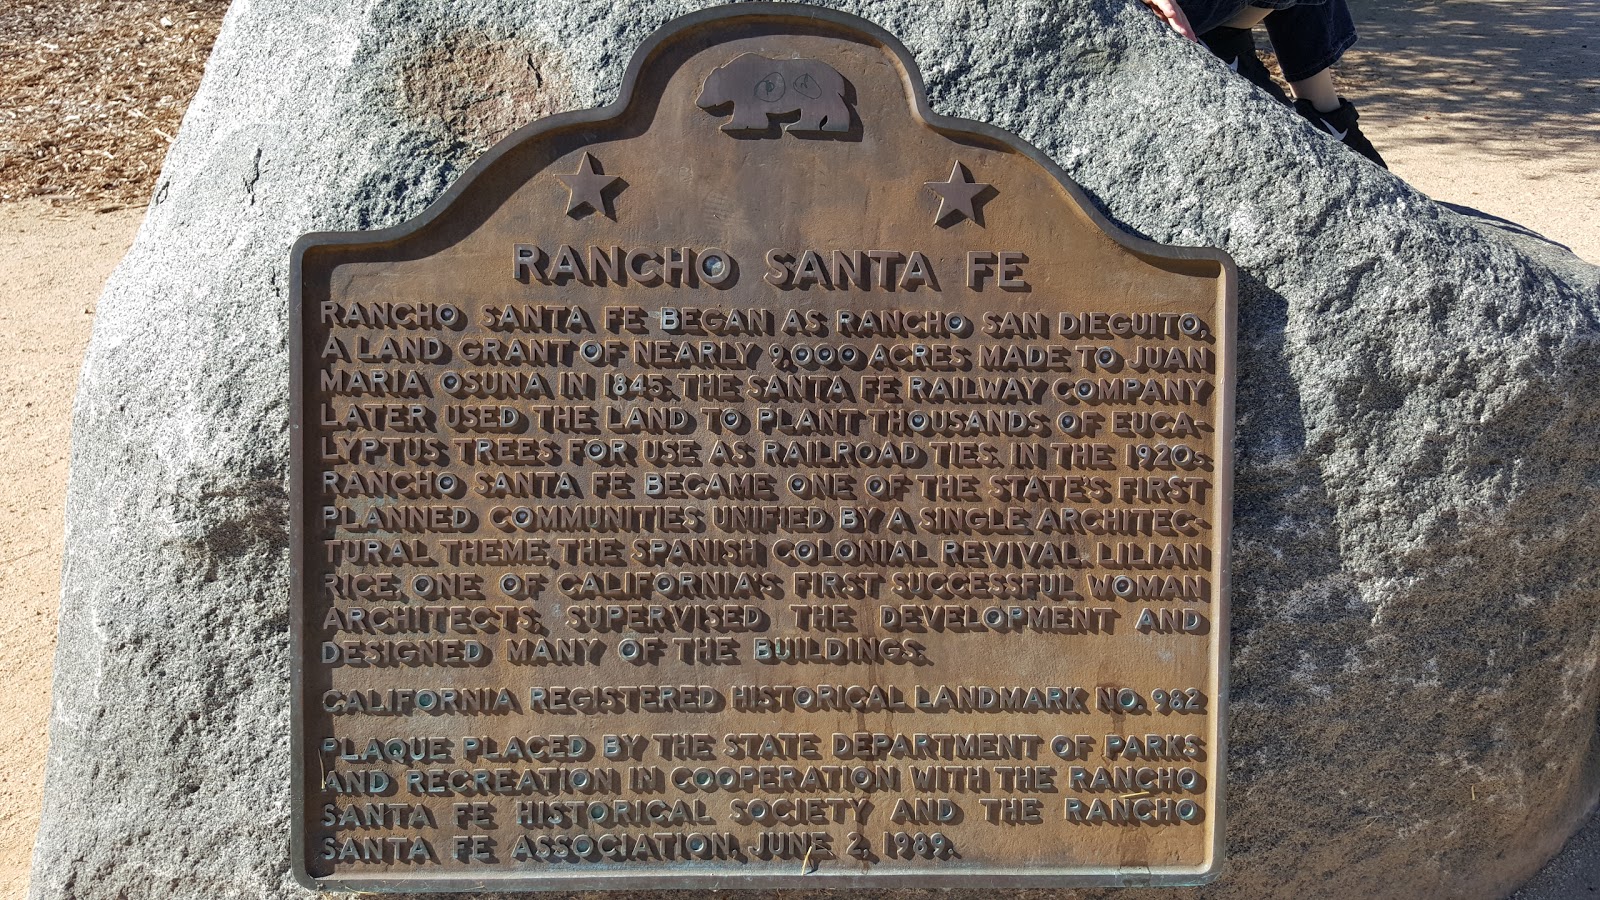 RANCHO SANTA FE
RANCHO SANTA FE BEGAN AS RANCHO SAN DIEGUITO,
A LAND GRANT OF NEARLY 9,000 ACRES MADE TO JUAN
MARIA OSUNA IN 1845. THE SANTA FE RAILWAY COMPANY
LATER USED THE LAND TO PLANT THOUSANDS OF EUCA-
LYPTUS TREES FOR USE AS RAILROAD TIES. IN THE 1920s
RANCHO SANTA FE BECAME ONE OF THE STATE'S FIRST
PLANNED COMMUNITIES UNIFIED BY A SINGLE ARCHITEC-
TURAL THEME, THE SPANISH COLONIAL REVIVAL. LILIAN
RICE, ONE OF CALIFORNIA'S FIRST SUCCESSFUL WOMAN
ARCHITECTS, SUPERVISED THE DEVELOPMENT AND
DESIGNED MANY OF THE BUILDINGS.
CALIFORNIA REGISTERED HISTORICAL LANDMARK NO. 982
PLAQUE PLACED BY THE STATE DEPARTMENT OF PARKS
AND RECREATION IN COOPERATION WITH THE RANCHO
SANTA FE HISTORICAL SOCIETY AND THE RANCHO
SANTA FE ASSOCIATION, JUNE 2, 1989.